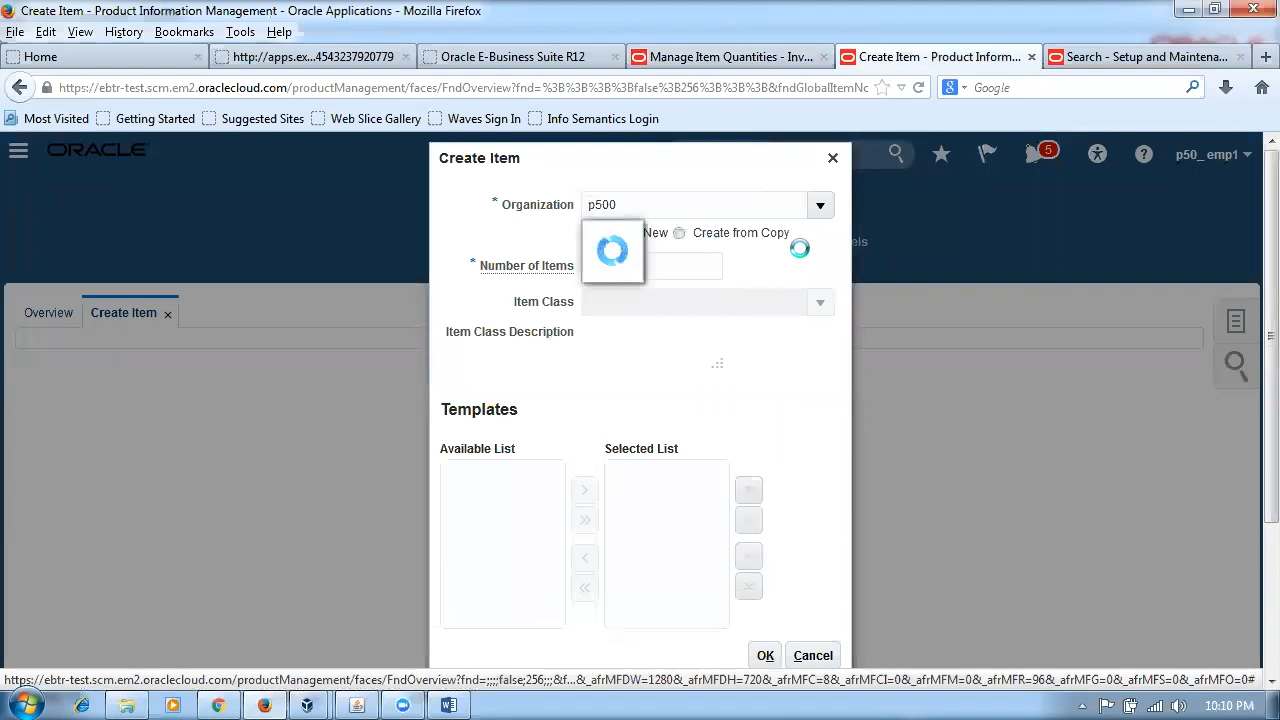 Create Item - Product Information Management - Oracle Applications - Mozilla Firefox
File Edit View History Bookmarks Tools Help
Home
http://apps.ex...4543237920779 ×
Oracle E-Business Suite R12 ×
Manage Item Quantities - Inv... ×
Create Item - Product Inform... ×
Search - Setup and Maintena... ×
https://ebtr-test.scm.em2.oraclecloud.com/productManagement/faces/FndOverview?fnd=%3B%3B%3B%3Bfalse%3B256%3B%3B%3B&fndGlobalItemNo
Google
Most Visited Getting Started Suggested Sites Web Slice Gallery Waves Sign In Info Semantics Login
ORACLE
5
p50_emp1
Create Item
* Organization p500
New Create from Copy
els
* Number of Items
Item Class
Item Class Description
Overview
Create Item ×
Templates
Available List
Selected List
OK
Cancel
https://ebtr-test.scm.em2.oraclecloud.com/productManagement/faces/FndOverview?fnd=;;;;false;256;;;&f..._afrMFDW=1280&_afrMFDH=720&_afrMFC=8&_afrMFCI=0&_afrMFM=0&_afrMFR=96&_afrMFG=0&_afrMFS=0&_afrMFO=0#
10:10 PM